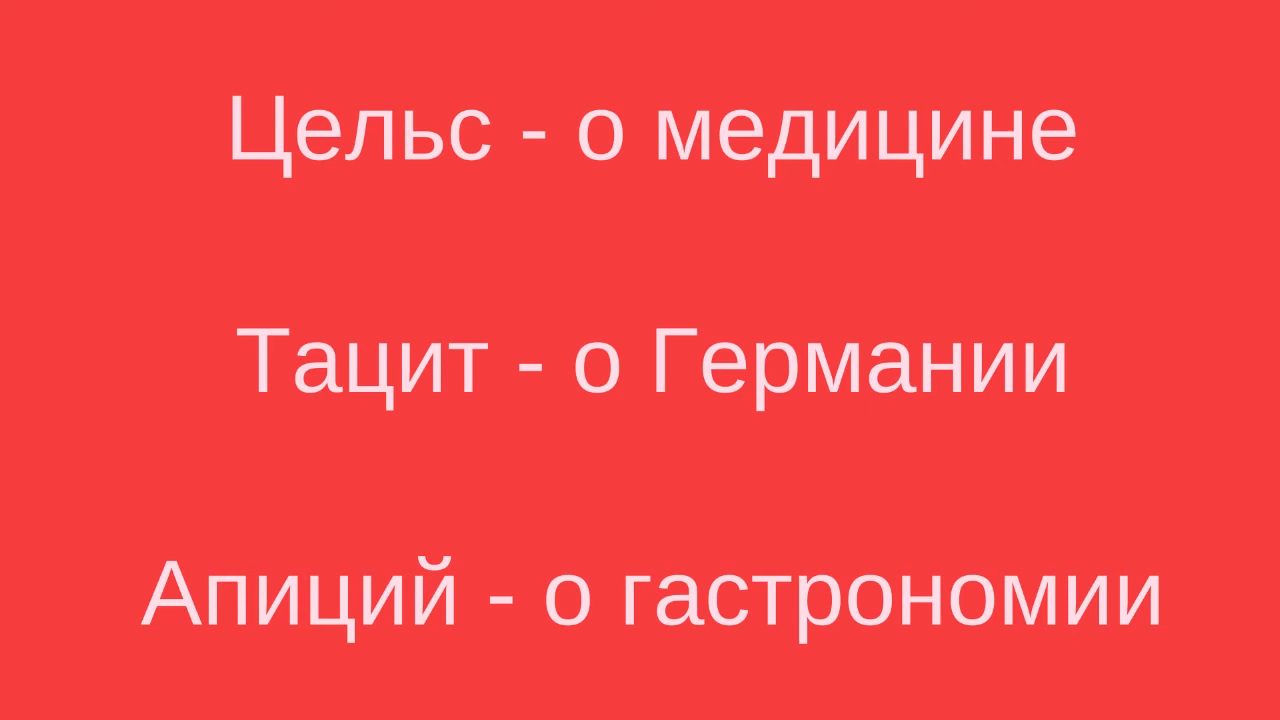 Цельс - о медицине
Тацит - о Германии
Апиций - о гастрономии